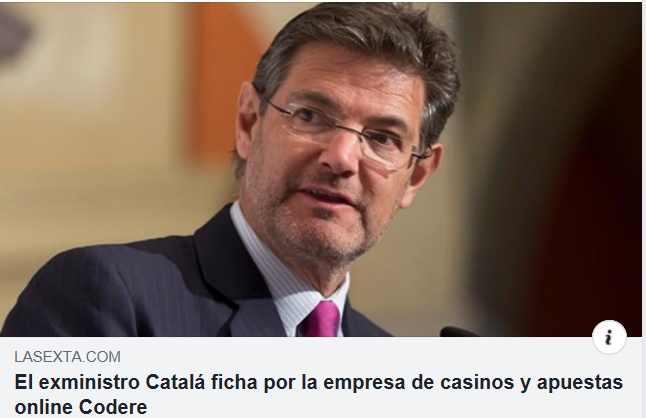 LASEXTA.COM
El exministro Catalá ficha por la empresa de casinos y apuestas
online Codere